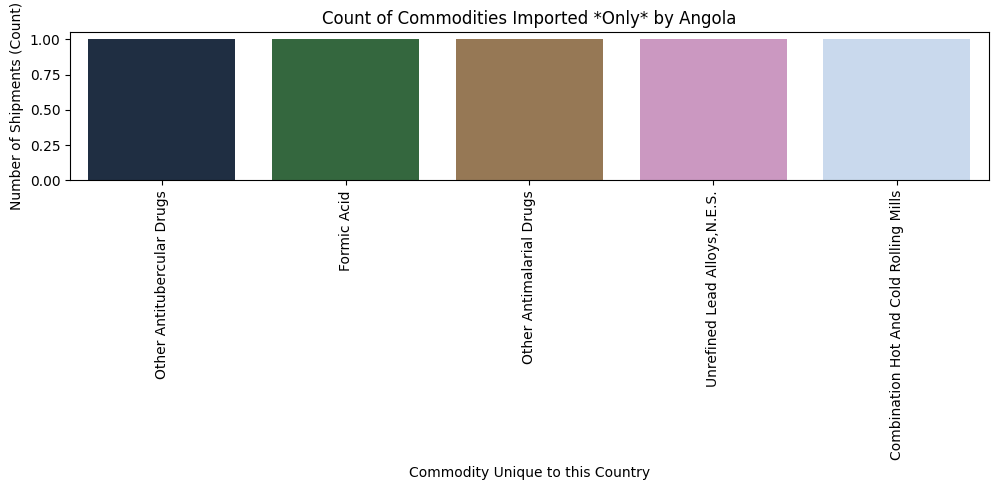 Count of Commodities Imported *Only* by Angola
Number of Shipments (Count)
1.00
0.75
0.50
0.25
0.00
Other Antitubercular Drugs
Formic Acid
Other Antimalarial Drugs
Unrefined Lead Alloys,N.E.S.
Combination Hot And Cold Rolling Mills
Commodity Unique to this Country